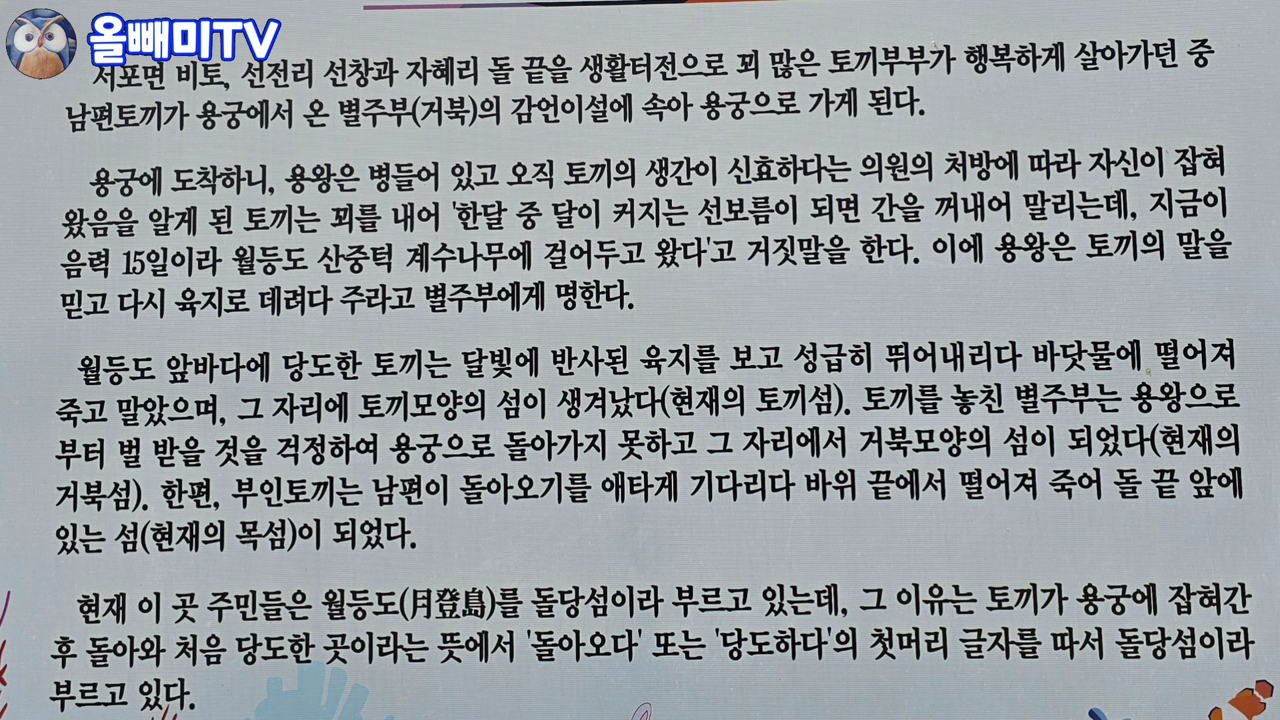 올빼미TV
서포면 비토, 선전리 선창과 자혜리 돌 끝을 생활터전으로 꾀 많은 토끼부부가 행복하게 살아가던 중
남편토끼가 용궁에서 온 별주부(거북)의 감언이설에 속아 용궁으로 가게 된다.
용궁에 도착하니, 용왕은 병들어 있고 오직 토끼의 생간이 신효하다는 의원의 처방에 따라 자신이 잡혀
왔음을 알게 된 토끼는 꾀를 내어 '한달 중 달이 커지는 선보름이 되면 간을 꺼내어 말리는데, 지금이
음력 15일이라 월등도 산중턱 계수나무에 걸어두고 왔다'고 거짓말을 한다. 이에 용왕은 토끼의 말을
믿고 다시 육지로 데려다 주라고 별주부에게 명한다.
월등도 앞바다에 당도한 토끼는 달빛에 반사된 육지를 보고 성급히 뛰어내리다 바닷물에 떨어져
죽고 말았으며, 그 자리에 토끼모양의 섬이 생겨났다(현재의 토끼섬). 토끼를 놓친 별주부는 용왕으로
부터 벌 받을 것을 걱정하여 용궁으로 돌아가지 못하고 그 자리에서 거북모양의 섬이 되었다(현재의
거북섬). 한편, 부인토끼는 남편이 돌아오기를 애타게 기다리다 바위 끝에서 떨어져 죽어 돌 끝 앞에
있는 섬(현재의 목섬)이 되었다.
현재 이 곳 주민들은 월등도(月登島)를 돌당섬이라 부르고 있는데, 그 이유는 토끼가 용궁에 잡혀간
후 돌아와 처음 당도한 곳이라는 뜻에서 '돌아오다' 또는 '당도하다'의 첫머리 글자를 따서 돌당섬이라
부르고 있다.